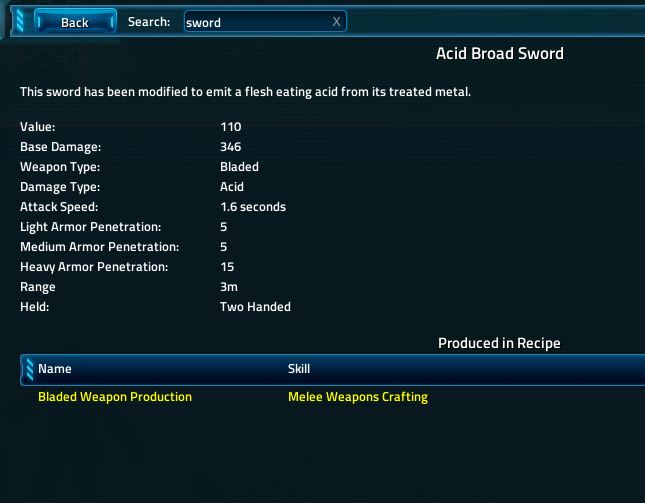 Back Search: sword X
Acid Broad Sword
This sword has been modified to emit a flesh eating acid from its treated metal.
Value: 110
Base Damage: 346
Weapon Type: Bladed
Damage Type: Acid
Attack Speed: 1.6 seconds
Light Armor Penetration: 5
Medium Armor Penetration: 5
Heavy Armor Penetration: 15
Range 3m
Held: Two Handed
Produced in Recipe
Name Skill
Bladed Weapon Production Melee Weapons Crafting